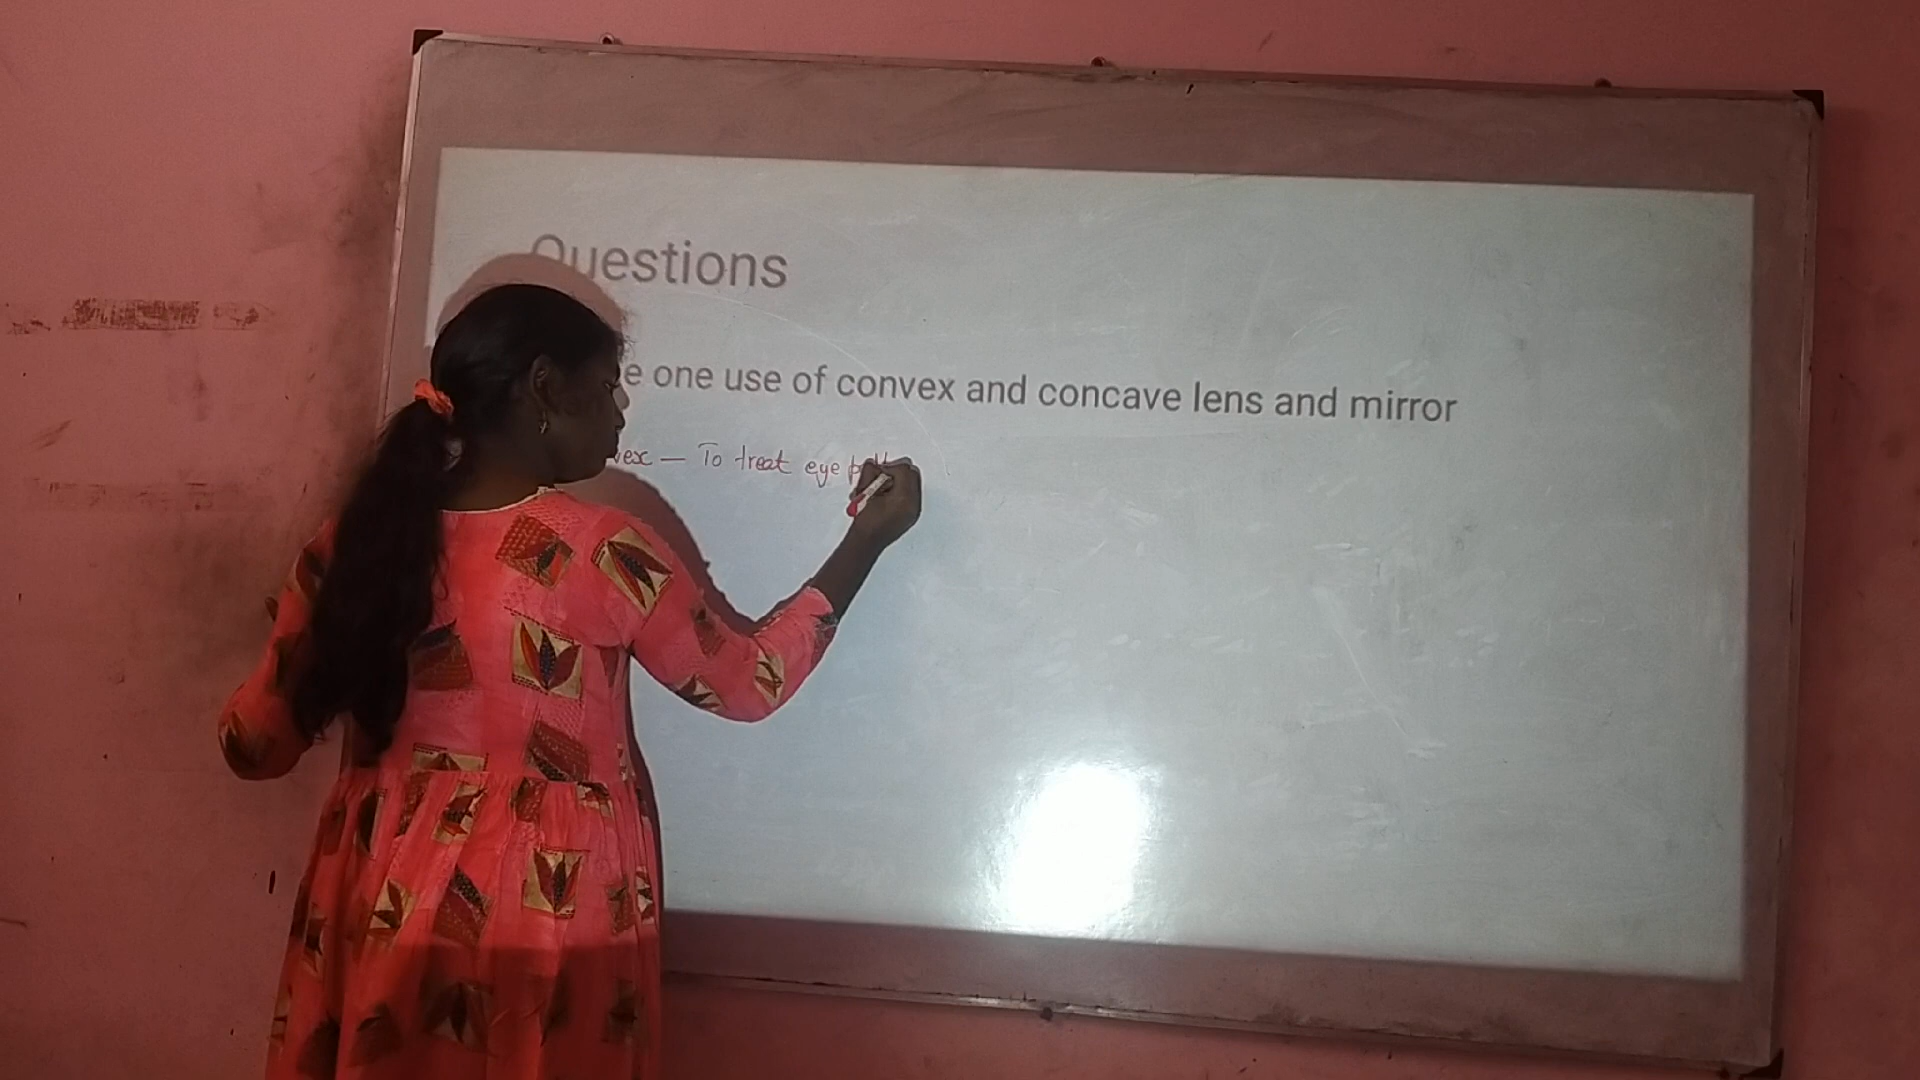 Questions
e one use of convex and concave lens and mirror
vex — To treat eye